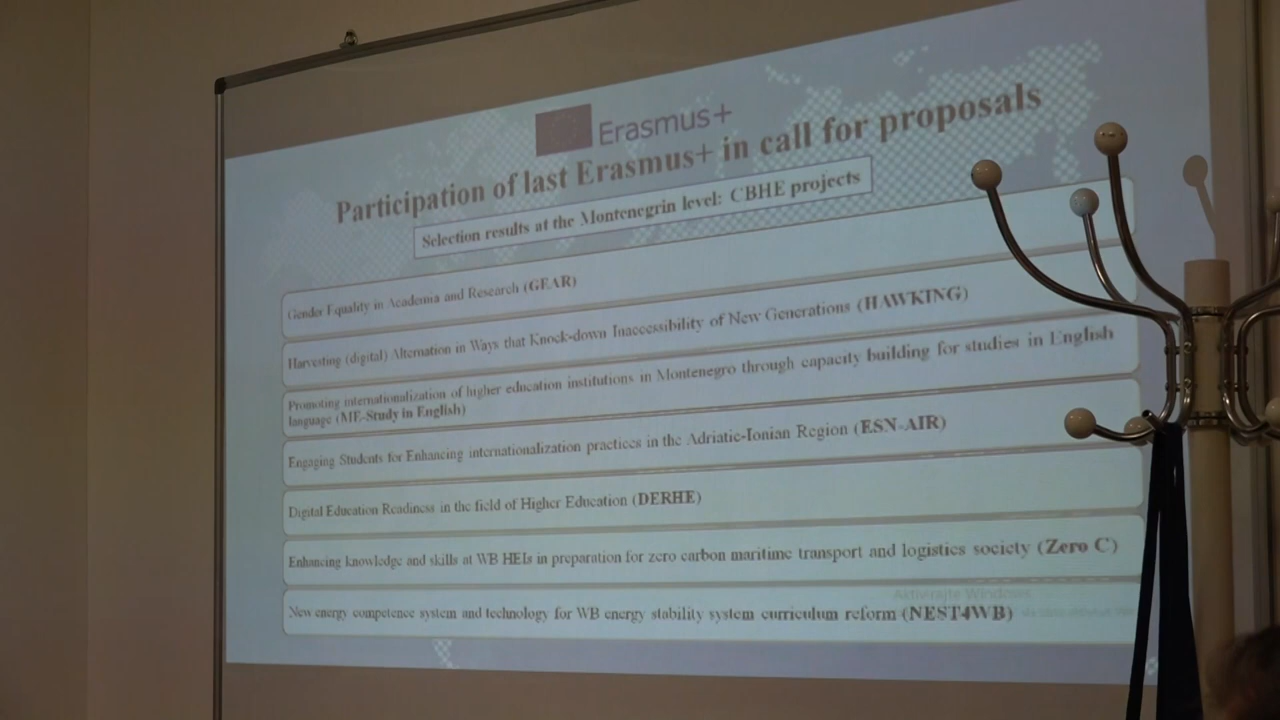 Erasmus+
Participation of last Erasmus+ in call for proposals
Selection results at the Montenegrin level: CBHE projects
Gender Equality in Academia and Research (GEAR)
Harvesting (digital) Alternation in Ways that Knock-down Inaccessibility of New Generations (HAWKING)
Promoting internationalization of higher education institutions in Montenegro through capacity building for studies in English
language (ME-Study in English)
Engaging Students for Enhancing internationalization practices in the Adriatic-Ionian Region (ESN-AIR)
Digital Education Readiness in the field of Higher Education (DERHE)
Enhancing knowledge and skills at WB HEIs in preparation for zero carbon maritime transport and logistics society (Zero C)
New energy competence system and technology for WB energy stability system curriculum reform (NEST4WB)
Aktivirajte Windows